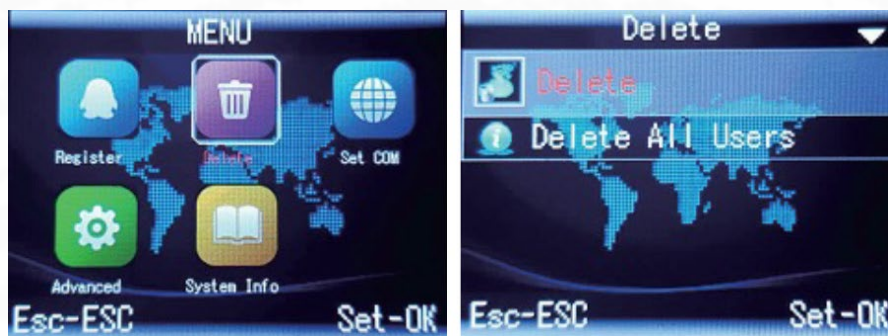 MENU
Register
Delete
Set COM
Advanced
System Info
Esc-ESC
Set-OK
Delete
Delete
Delete All Users
Esc-ESC
Set-OK